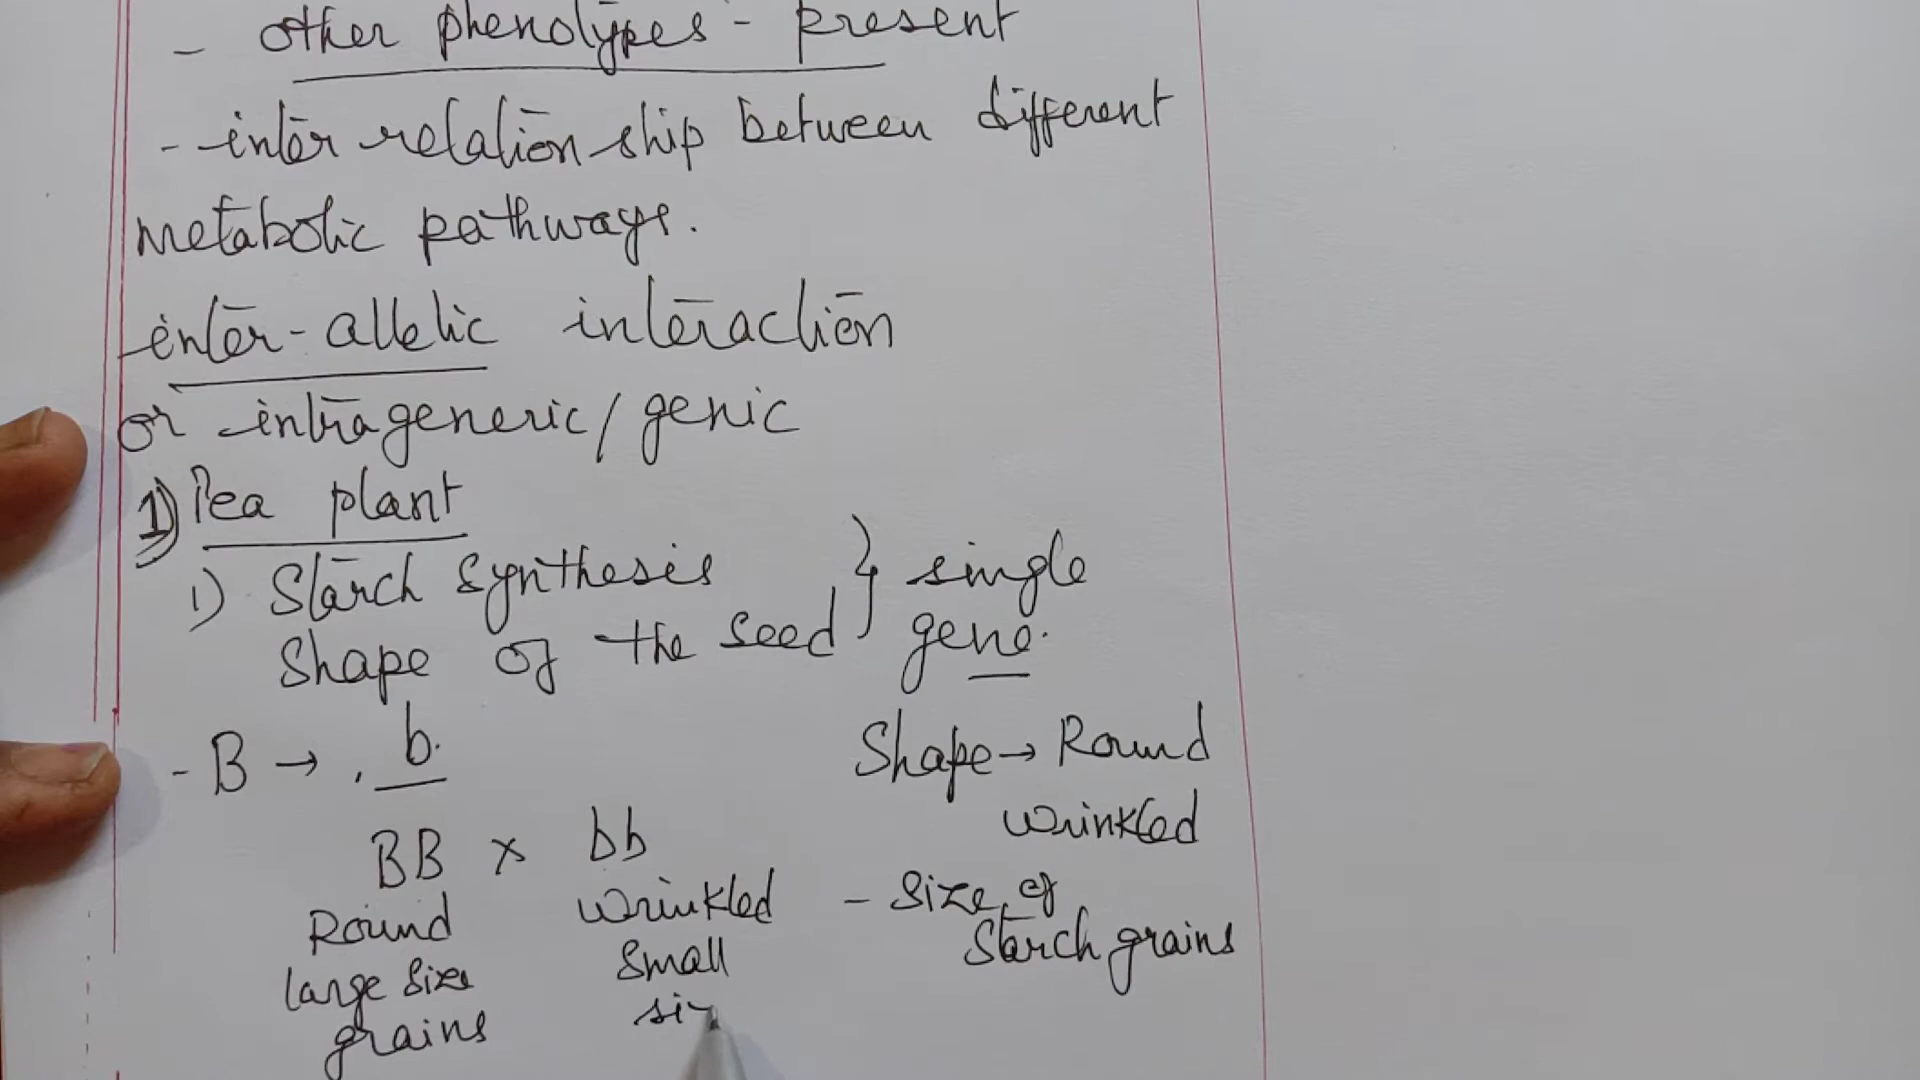 - other phenotypes - present
- inter relation ship between different
metabolic pathways.
inter-allelic interaction
or intrageneric/genic
1) Pea plant
1) Starch synthesis
Shape of the seed } single
gene.
- B → b.
Shape → Round
wrinkled
BB x bb
Round
wrinkled
- Size of
Starch grains
large size
grains
Small
siz